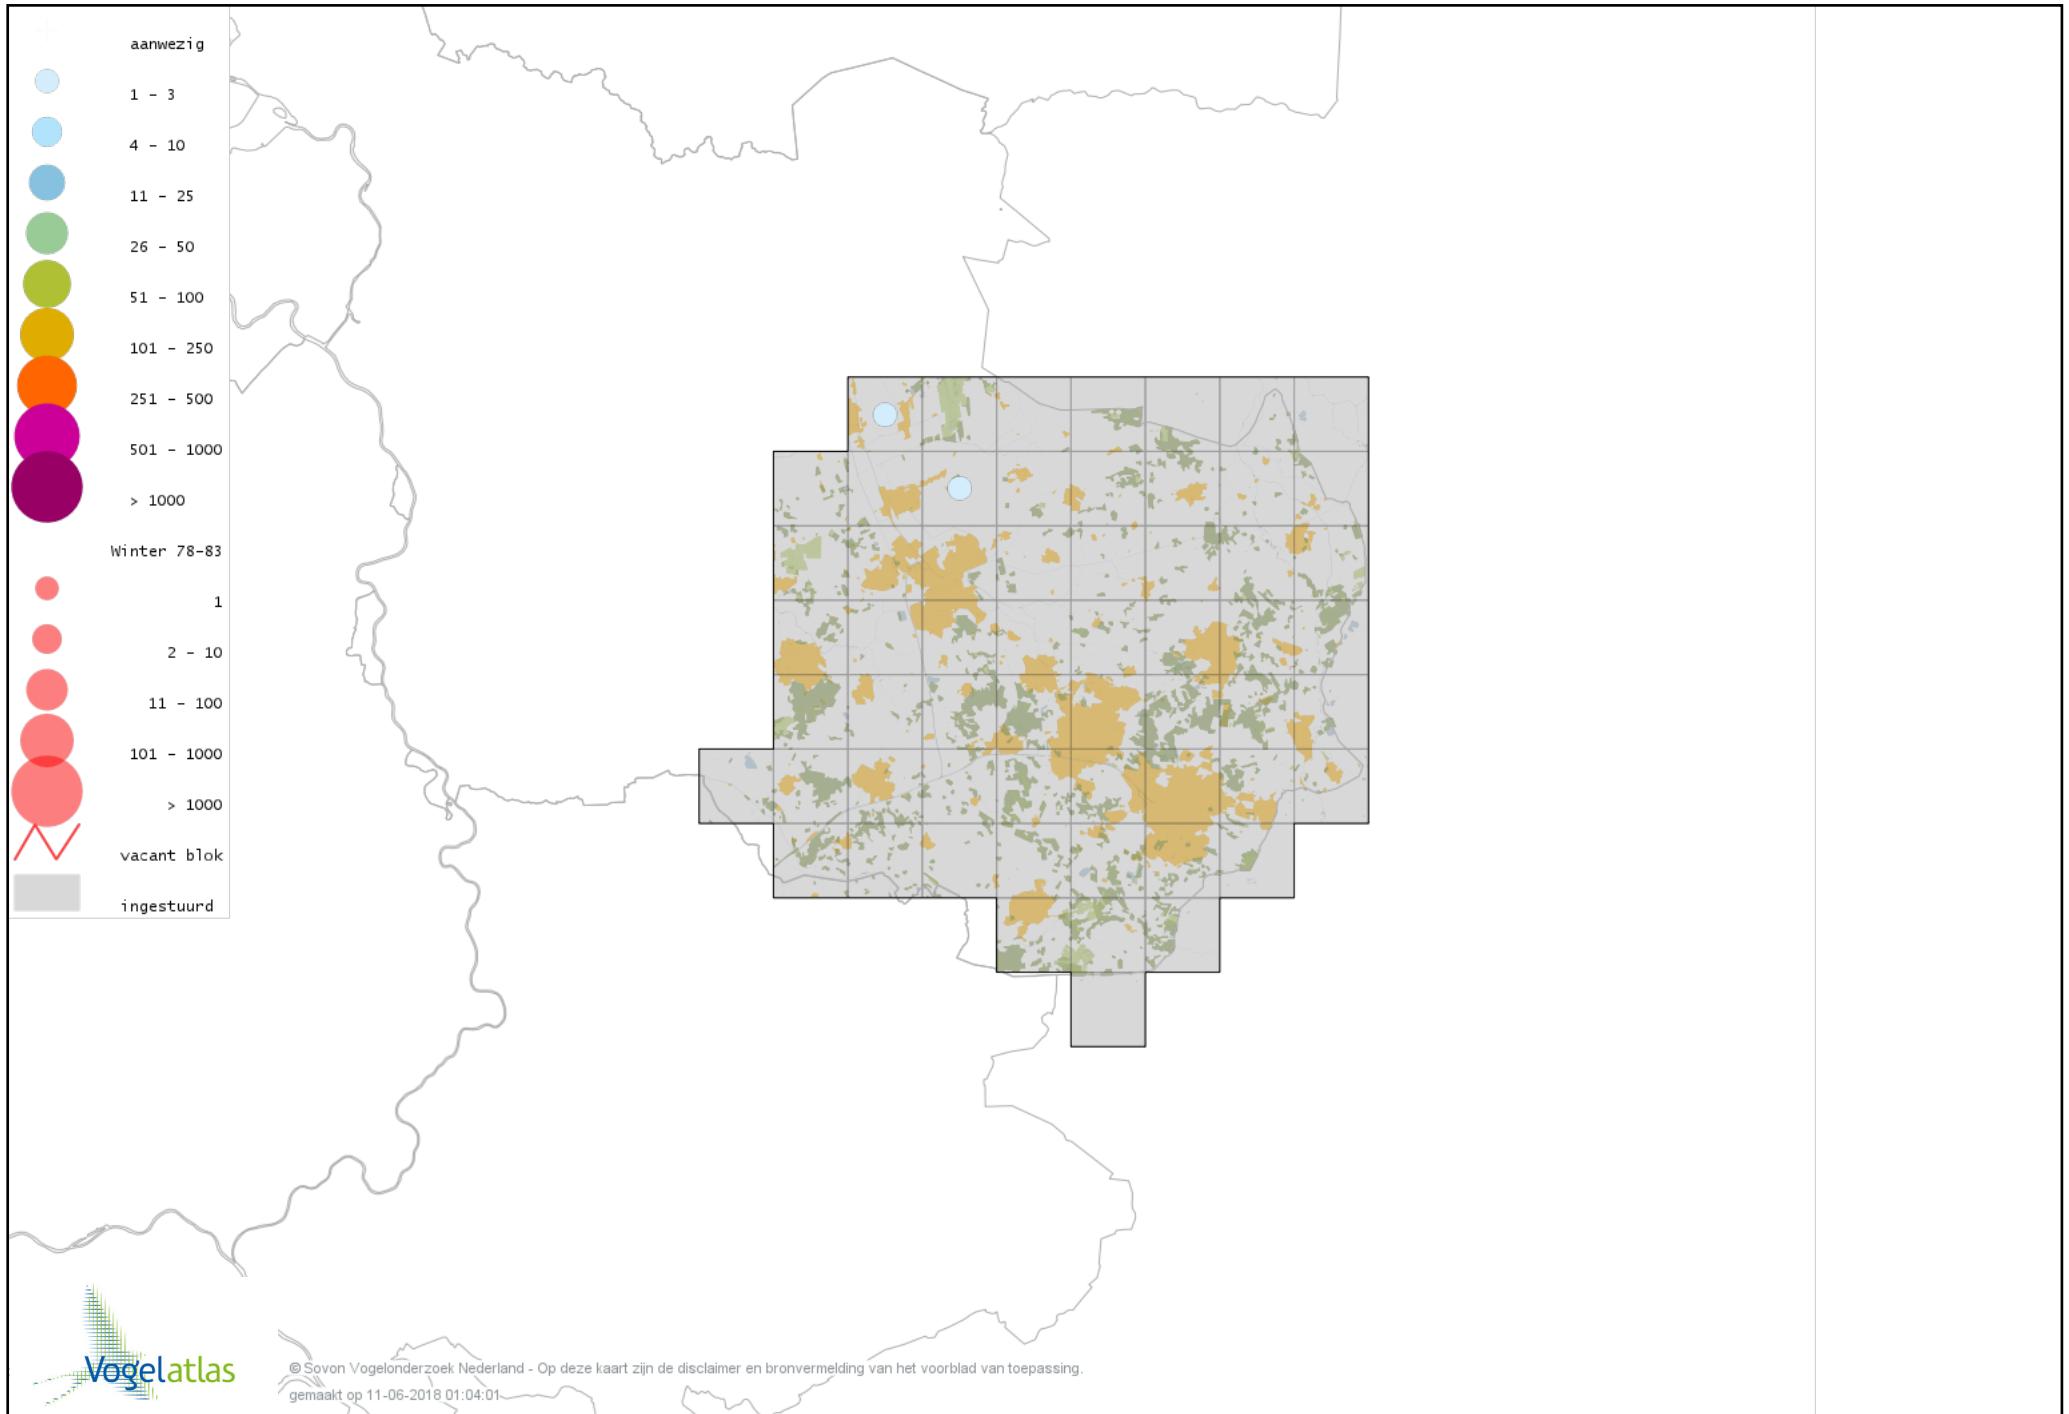 aanwezig
1 - 3
4 - 10
11 - 25
26 - 50
51 - 100
101 - 250
251 - 500
501 - 1000
> 1000
Winter 78-83
1
2 - 10
11 - 100
101 - 1000
> 1000
vacant blok
ingestuurd
Vogelatlas
© Sovon Vogelonderzoek Nederland - Op deze kaart zijn de disclaimer en bronvermelding van het voorblad van toepassing.
gemaakt op 11-06-2018 01:04:01